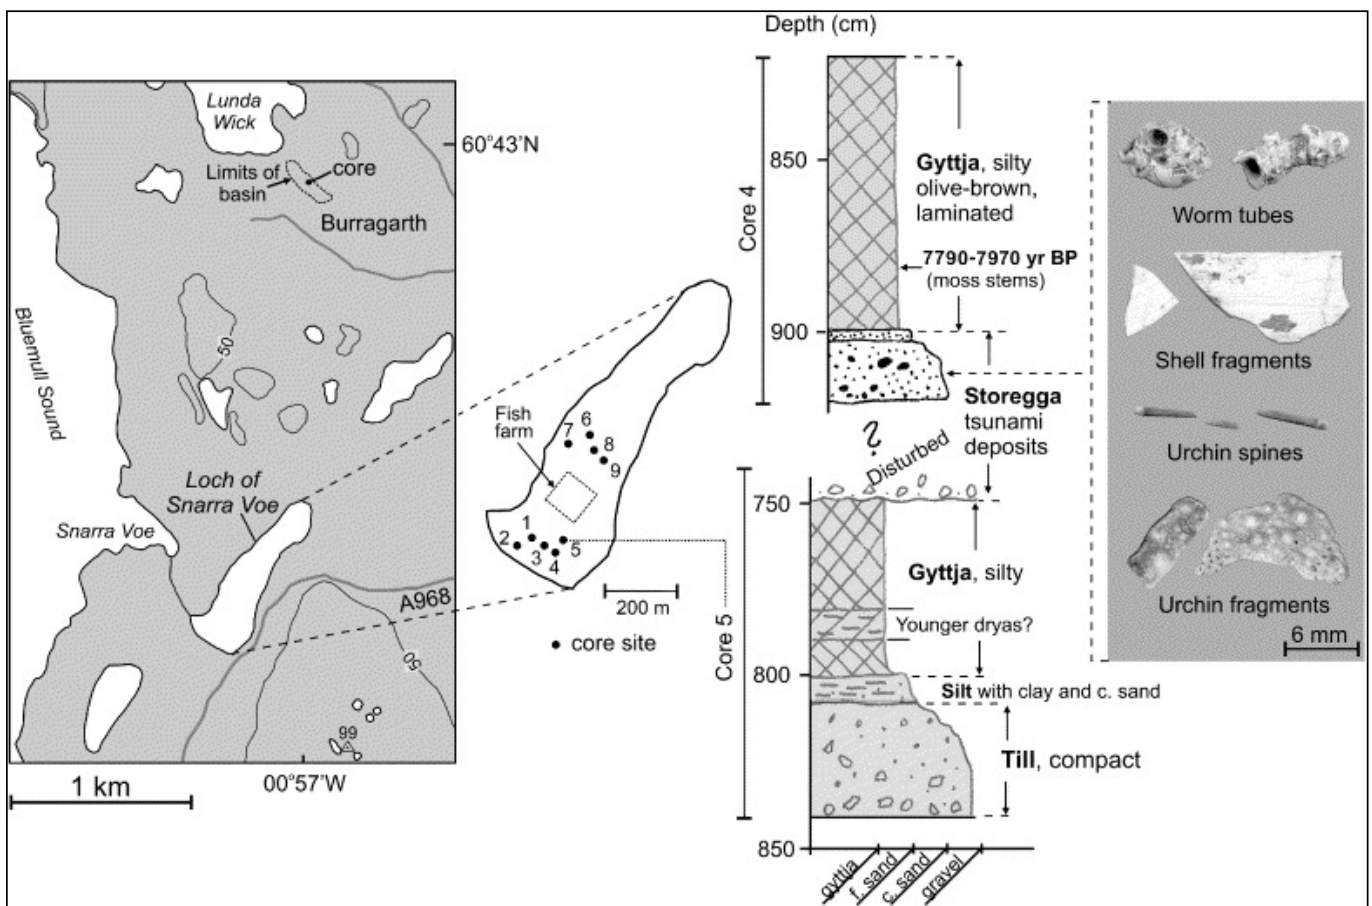 Depth (cm)
Lunda
Wick
60°43'N
Limits of
basin
core
Burragarth
Bluemull Sound
50
Loch of
Snarra Voe
Snarra Voe
A968
50
99
1 km
00°57'W
Fish
farm
6
7
8
9
1
2
3
4
5
200 m
core site
Core 4
850
900
Gyttja, silty
olive-brown,
laminated
7790-7970 yr BP
(moss stems)
Storegga
tsunami
deposits
?
Disturbed
Core 5
750
800
850
Gyttja, silty
Younger dryas?
Silt with clay and c. sand
Till, compact
gyttja
f. sand
c. sand
gravel
Worm tubes
Shell fragments
Urchin spines
Urchin fragments
6 mm